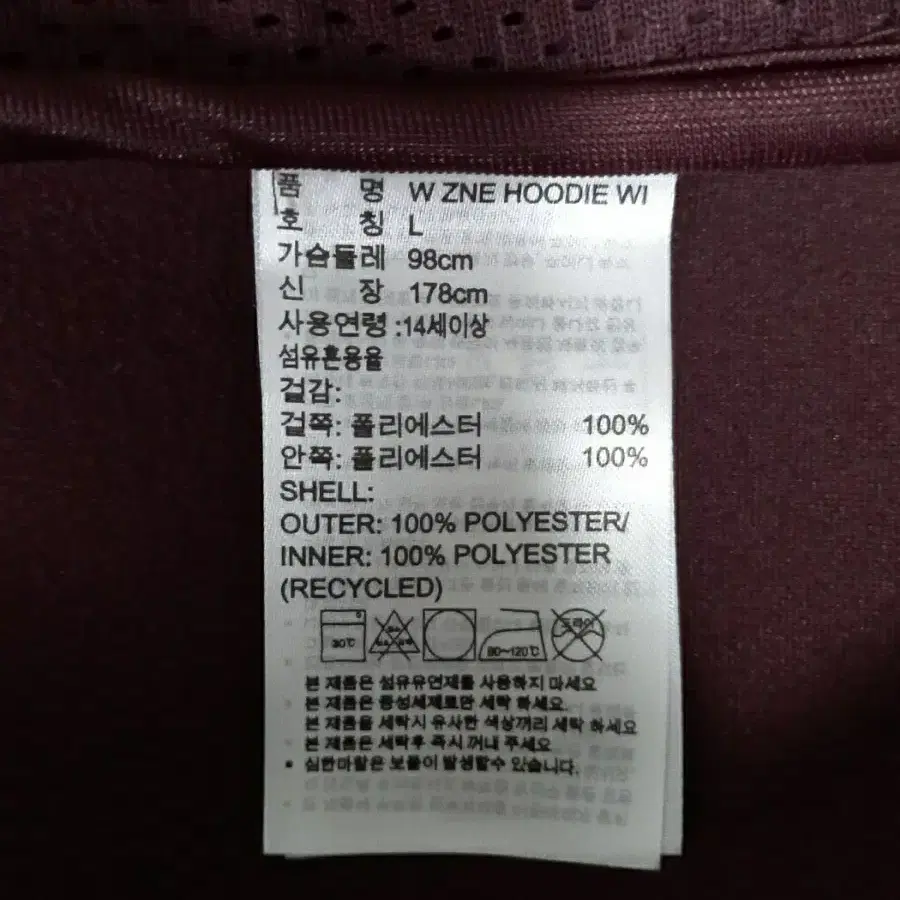 품 명 W ZNE HOODIE WI
호 칭 L
가슴둘레 98cm
신 장 178cm
사용연령 :14세이상
섬유혼용율
겉감:
겉쪽: 폴리에스터 100%
안쪽: 폴리에스터 100%
SHELL:
OUTER: 100% POLYESTER/
INNER: 100% POLYESTER
(RECYCLED)
30℃ 80~120℃ 드라이
본 제품은 섬유유연제를 사용하지 마세요
본 제품은 중성세제로만 세탁 하세요.
본 제품을 세탁시 유사한 색상끼리 세탁 하세요
본 제품은 세탁후 즉시 꺼내 주세요
• 심한마찰은 보풀이 발생할수 있습니다.